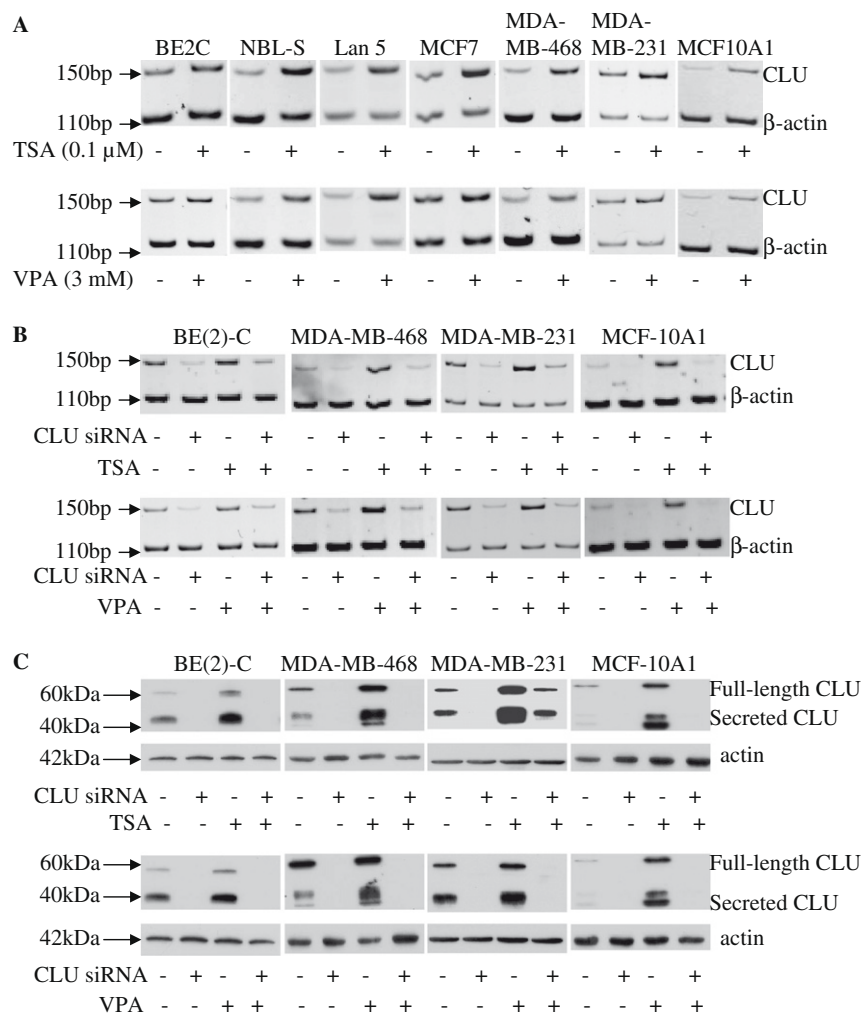 A
BE2C NBL-S Lan 5 MCF7 MDA-MB-468 MDA-MB-231 MCF10A1
150bp CLU
110bp β-actin
TSA (0.1 µM) - + - + - + - + - + - + - +
150bp CLU
110bp β-actin
VPA (3 mM) - + - + - + - + - + - + - +
B
BE(2)-C MDA-MB-468 MDA-MB-231 MCF-10A1
150bp CLU
110bp β-actin
CLU siRNA - + - + - + - + - + - + - + - +
TSA - - + + - - + + - - + + - - + +
150bp CLU
110bp β-actin
CLU siRNA - + - + - + - + - + - + - + - +
VPA - - + + - - + + - - + + - - + +
C
BE(2)-C MDA-MB-468 MDA-MB-231 MCF-10A1
60kDa Full-length CLU
40kDa Secreted CLU
42kDa actin
CLU siRNA - + - + - + - + - + - + - + - +
TSA - - + + - - + + - - + + - - + +
60kDa Full-length CLU
40kDa Secreted CLU
42kDa actin
CLU siRNA - + - + - + - + - + - + - + - +
VPA - - + + - - + + - - + + - - + +